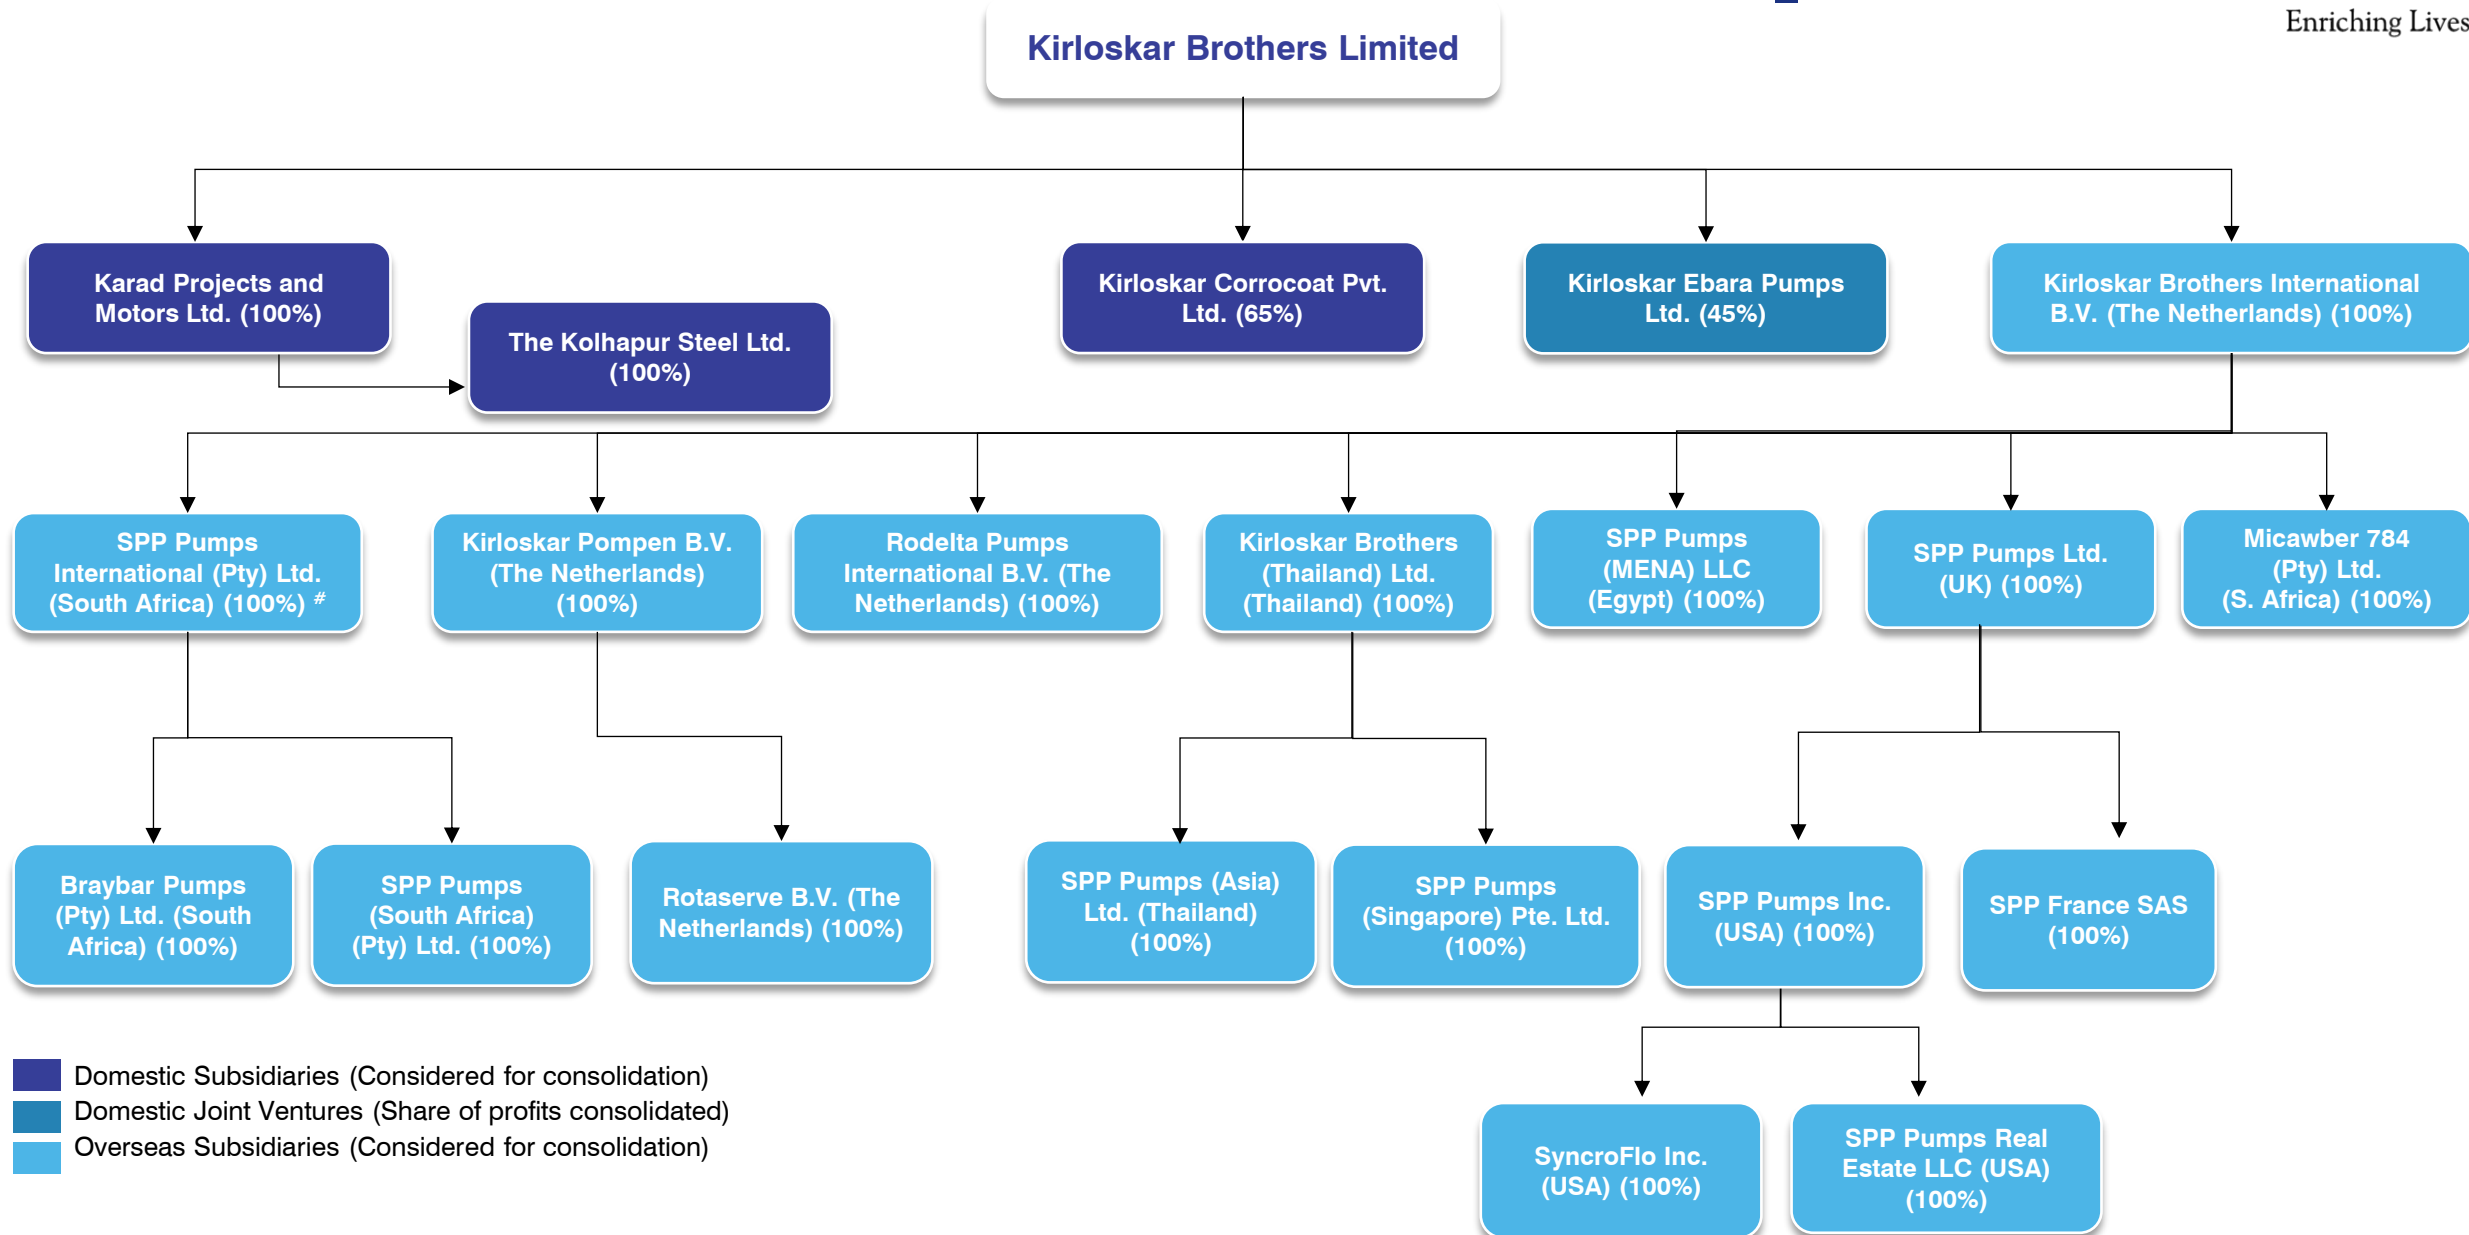 Enriching Lives
Kirloskar Brothers Limited
Karad Projects and
Motors Ltd. (100%)
The Kolhapur Steel Ltd.
(100%)
Kirloskar Corrocoat Pvt.
Ltd. (65%)
Kirloskar Ebara Pumps
Ltd. (45%)
Kirloskar Brothers International
B.V. (The Netherlands) (100%)
SPP Pumps
International (Pty) Ltd.
(South Africa) (100%) #
Kirloskar Pompen B.V.
(The Netherlands)
(100%)
Rodelta Pumps
International B.V. (The
Netherlands) (100%)
Kirloskar Brothers
(Thailand) Ltd.
(Thailand) (100%)
SPP Pumps
(MENA) LLC
(Egypt) (100%)
SPP Pumps Ltd.
(UK) (100%)
Micawber 784
(Pty) Ltd.
(S. Africa) (100%)
Braybar Pumps
(Pty) Ltd. (South
Africa) (100%)
SPP Pumps
(South Africa)
(Pty) Ltd. (100%)
Rotaserve B.V. (The
Netherlands) (100%)
SPP Pumps (Asia)
Ltd. (Thailand)
(100%)
SPP Pumps
(Singapore) Pte. Ltd.
(100%)
SPP Pumps Inc.
(USA) (100%)
SPP France SAS
(100%)
SyncroFlo Inc.
(USA) (100%)
SPP Pumps Real
Estate LLC (USA)
(100%)
Domestic Subsidiaries (Considered for consolidation)
Domestic Joint Ventures (Share of profits consolidated)
Overseas Subsidiaries (Considered for consolidation)